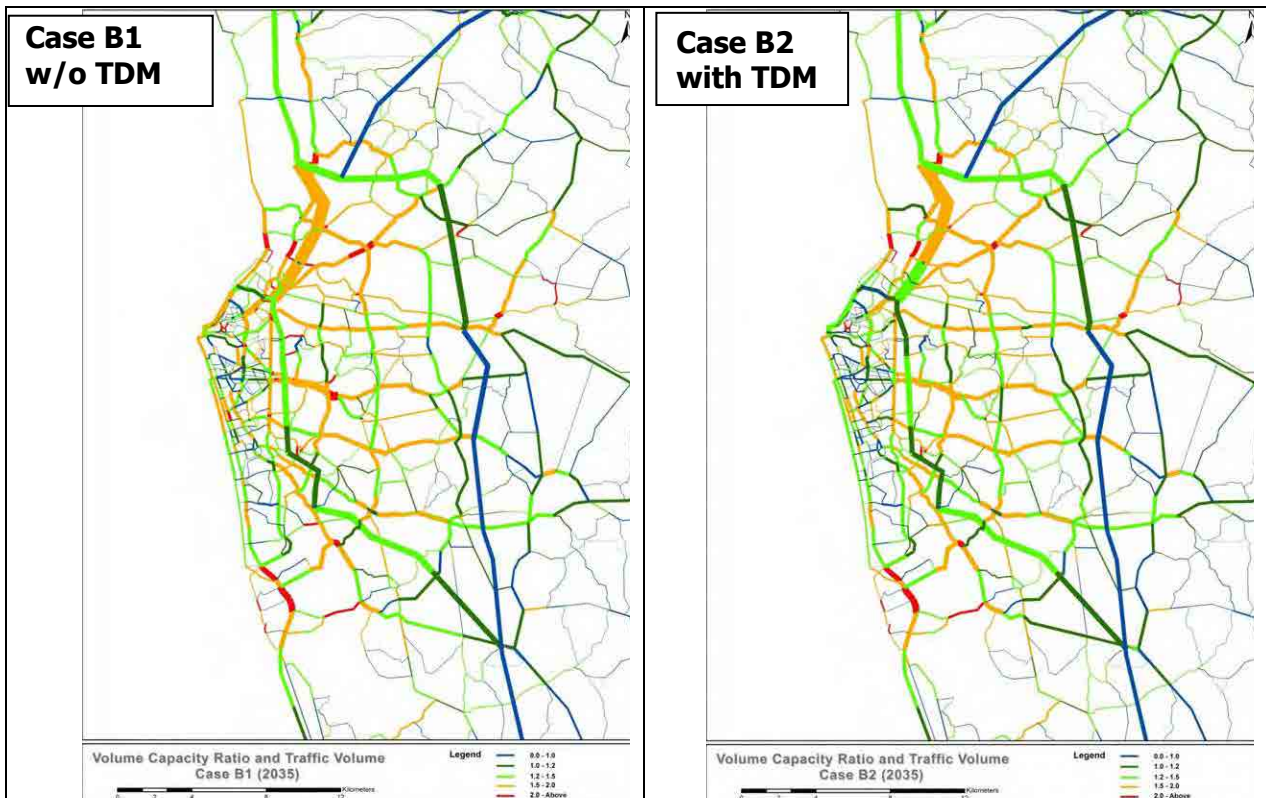 Case B1
w/o TDM
Volume Capacity Ratio and Traffic Volume
Case B1 (2035)
Legend
0.0 - 1.0
1.0 - 1.2
1.2 - 1.5
1.5 - 2.0
2.0 - Above
Kilometers
Case B2
with TDM
N
Volume Capacity Ratio and Traffic Volume
Case B2 (2035)
Legend
0.0 - 1.0
1.0 - 1.2
1.2 - 1.5
1.5 - 2.0
2.0 - Above
Kilometers